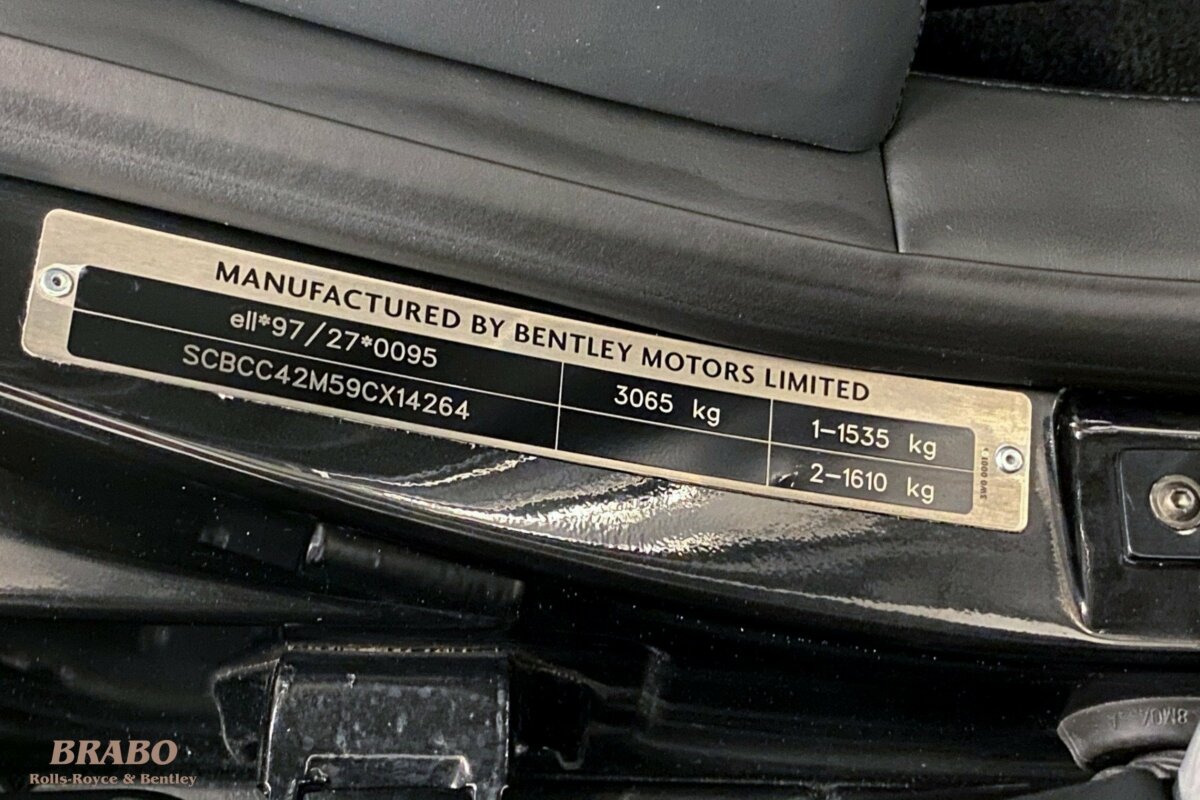 MANUFACTURED BY BENTLEY MOTORS LIMITED
ell*97/27*0095
3065 kg
1-1535 kg
SCBCC42M59CX14264
2-1610 kg
BRABO
Rolls-Royce & Bentley